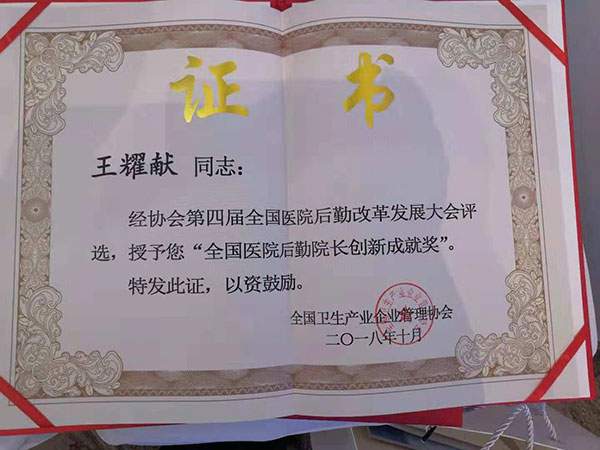 证书
王耀献 同志：
经协会第四届全国医院后勤改革发展大会评
选，授予您“全国医院后勤院长创新成就奖”。
特发此证，以资鼓励。
全国卫生产业企业管理协会
二〇一八年十月